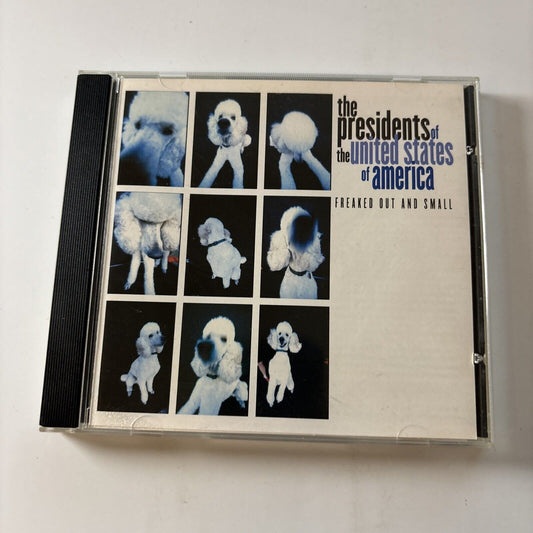 the
presidents of
the united states
of america
FREAKED OUT AND SMALL